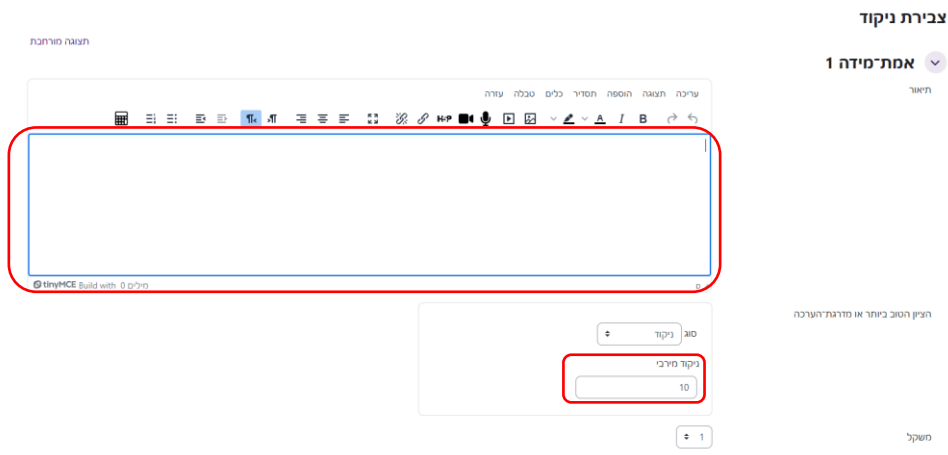 צבירת ניקוד
תצוגה מורחבת
אמת־מידה 1
תיאור
עריכה תצוגה הוספה תסדיר כלים טבלה עזרה
B I A H5P
0 מילים Build with tinyMCE
p
הציון הטוב ביותר או מדרגת־הערכה
סוג ניקוד
ניקוד מירבי
10
משקל 1